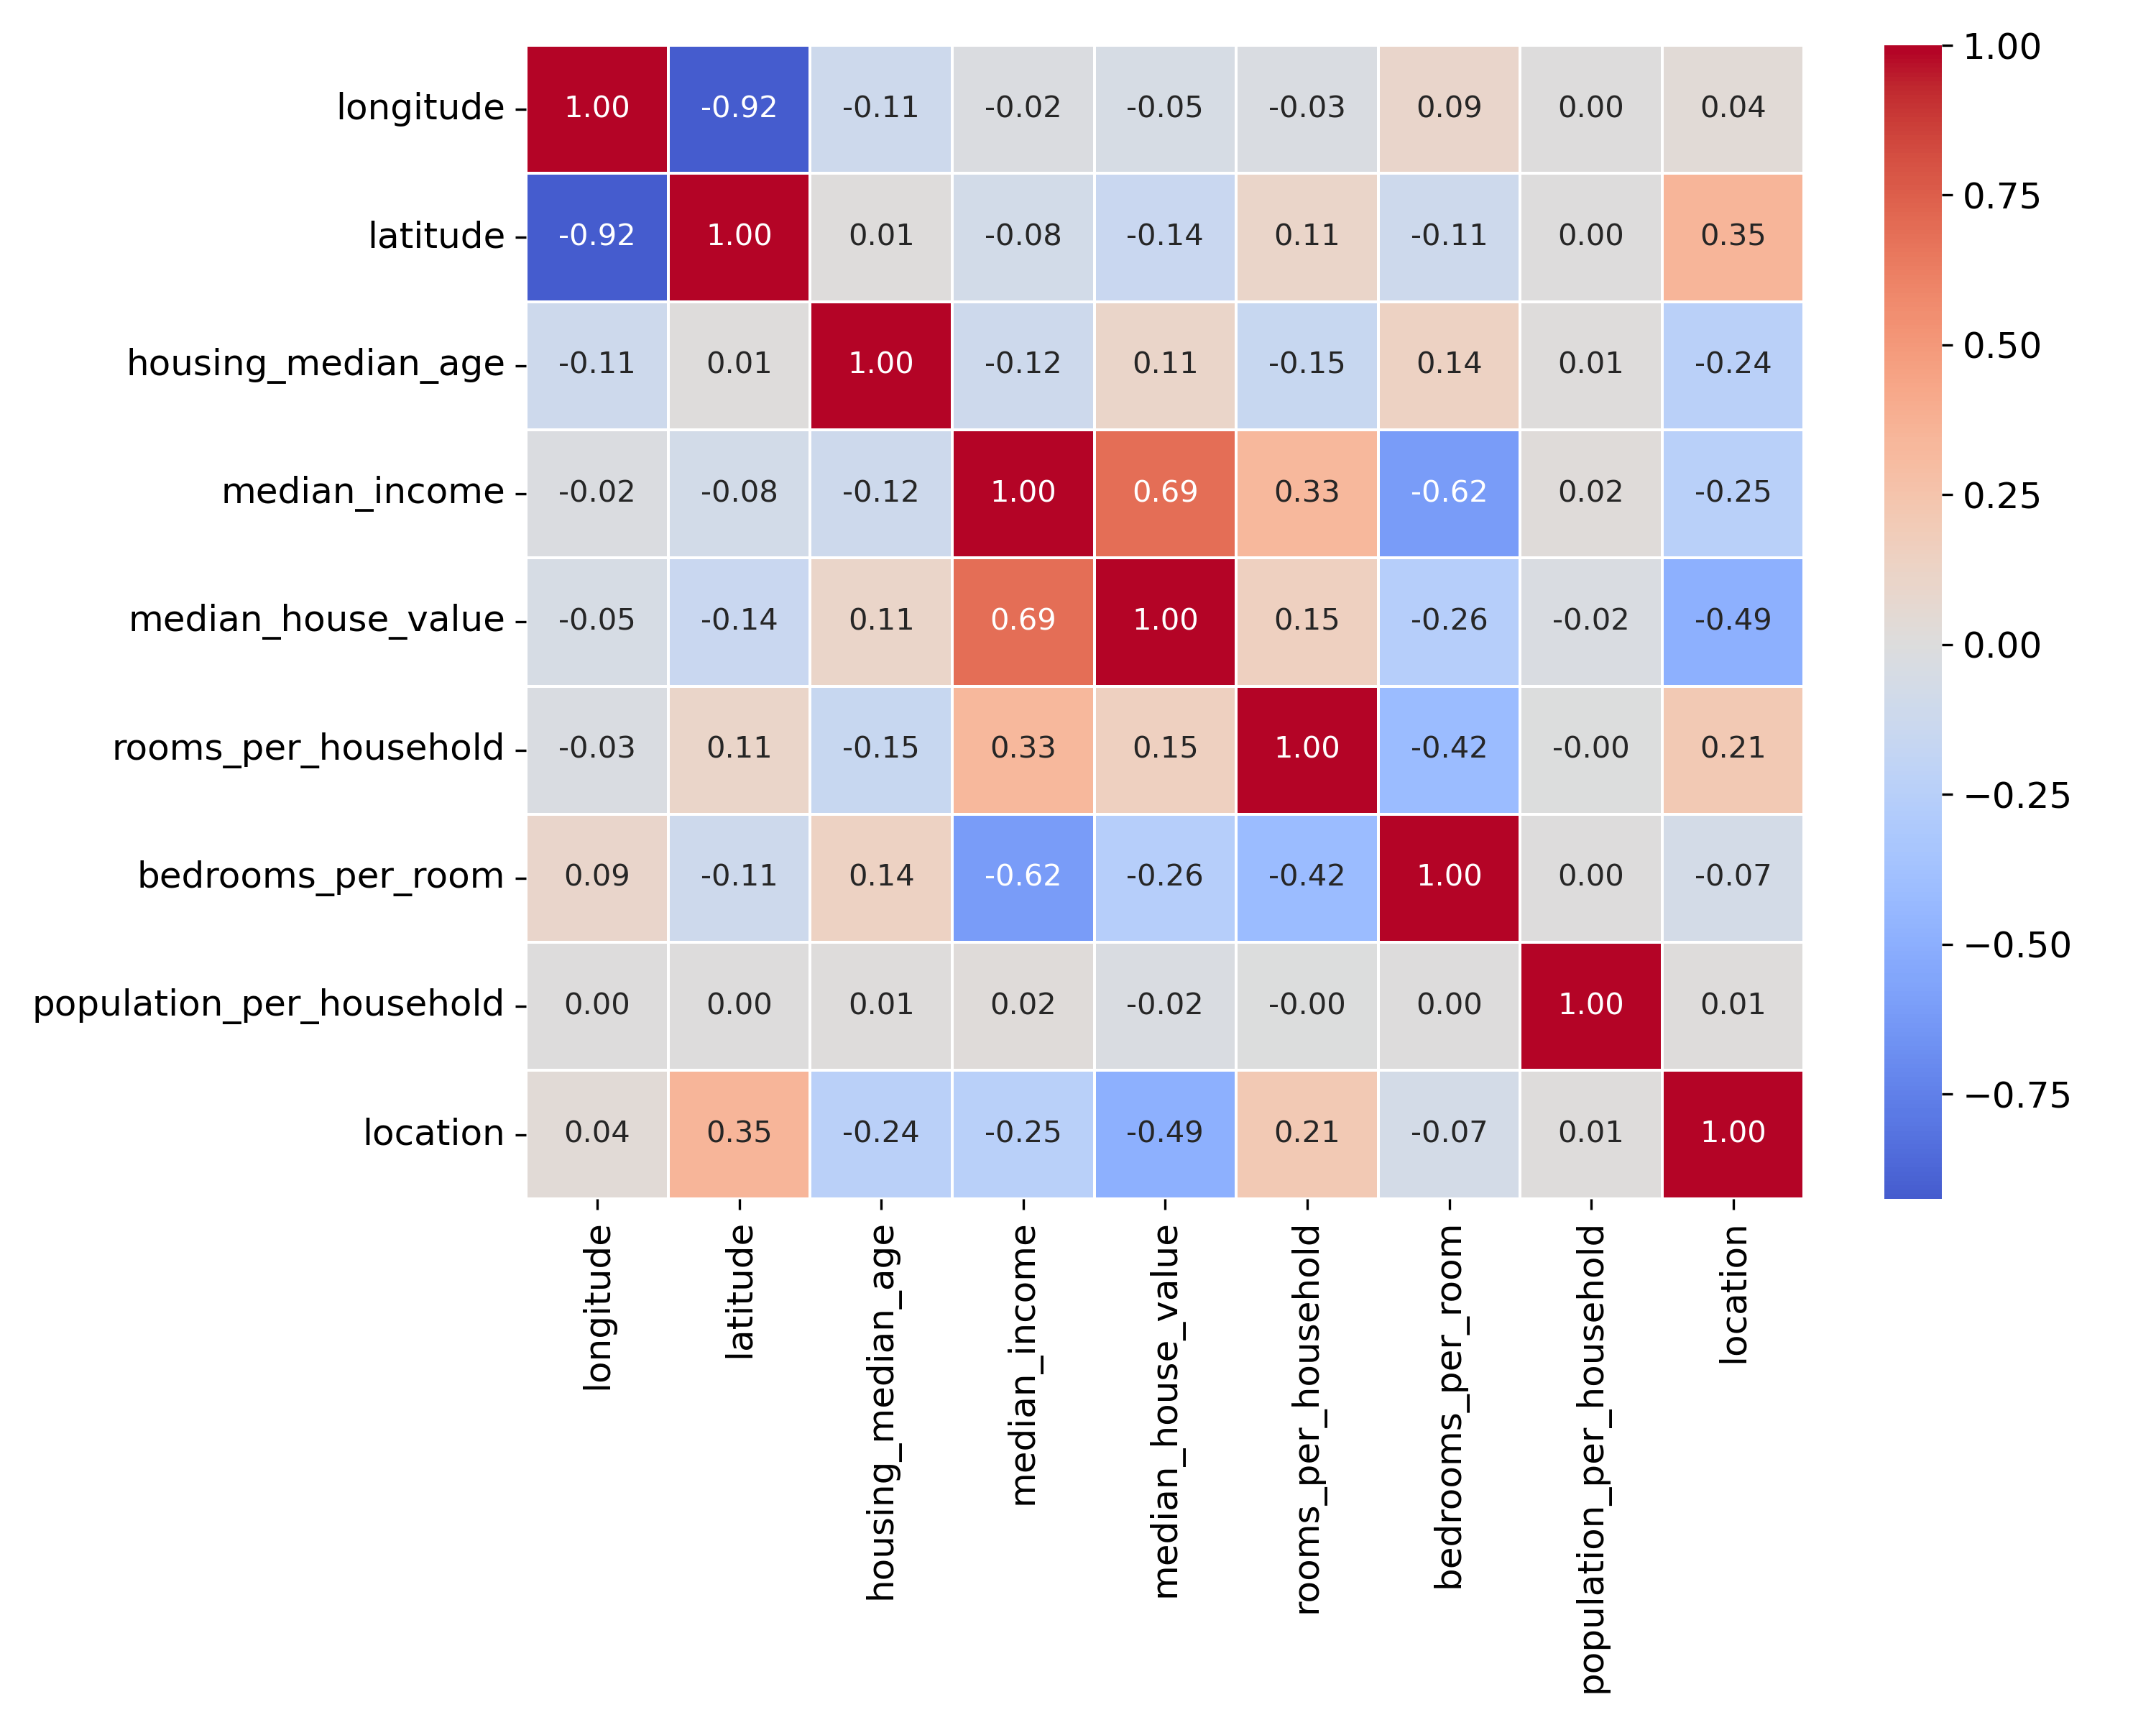 longitude 1.00 -0.92 -0.11 -0.02 -0.05 -0.03 0.09 0.00 0.04
latitude -0.92 1.00 0.01 -0.08 -0.14 0.11 -0.11 0.00 0.35
housing_median_age -0.11 0.01 1.00 -0.12 0.11 -0.15 0.14 0.01 -0.24
median_income -0.02 -0.08 -0.12 1.00 0.69 0.33 -0.62 0.02 -0.25
median_house_value -0.05 -0.14 0.11 0.69 1.00 0.15 -0.26 -0.02 -0.49
rooms_per_household -0.03 0.11 -0.15 0.33 0.15 1.00 -0.42 -0.00 0.21
bedrooms_per_room 0.09 -0.11 0.14 -0.62 -0.26 -0.42 1.00 0.00 -0.07
population_per_household 0.00 0.00 0.01 0.02 -0.02 -0.00 0.00 1.00 0.01
location 0.04 0.35 -0.24 -0.25 -0.49 0.21 -0.07 0.01 1.00
longitude
latitude
housing_median_age
median_income
median_house_value
rooms_per_household
bedrooms_per_room
population_per_household
location
1.00
0.75
0.50
0.25
0.00
−0.25
−0.50
−0.75